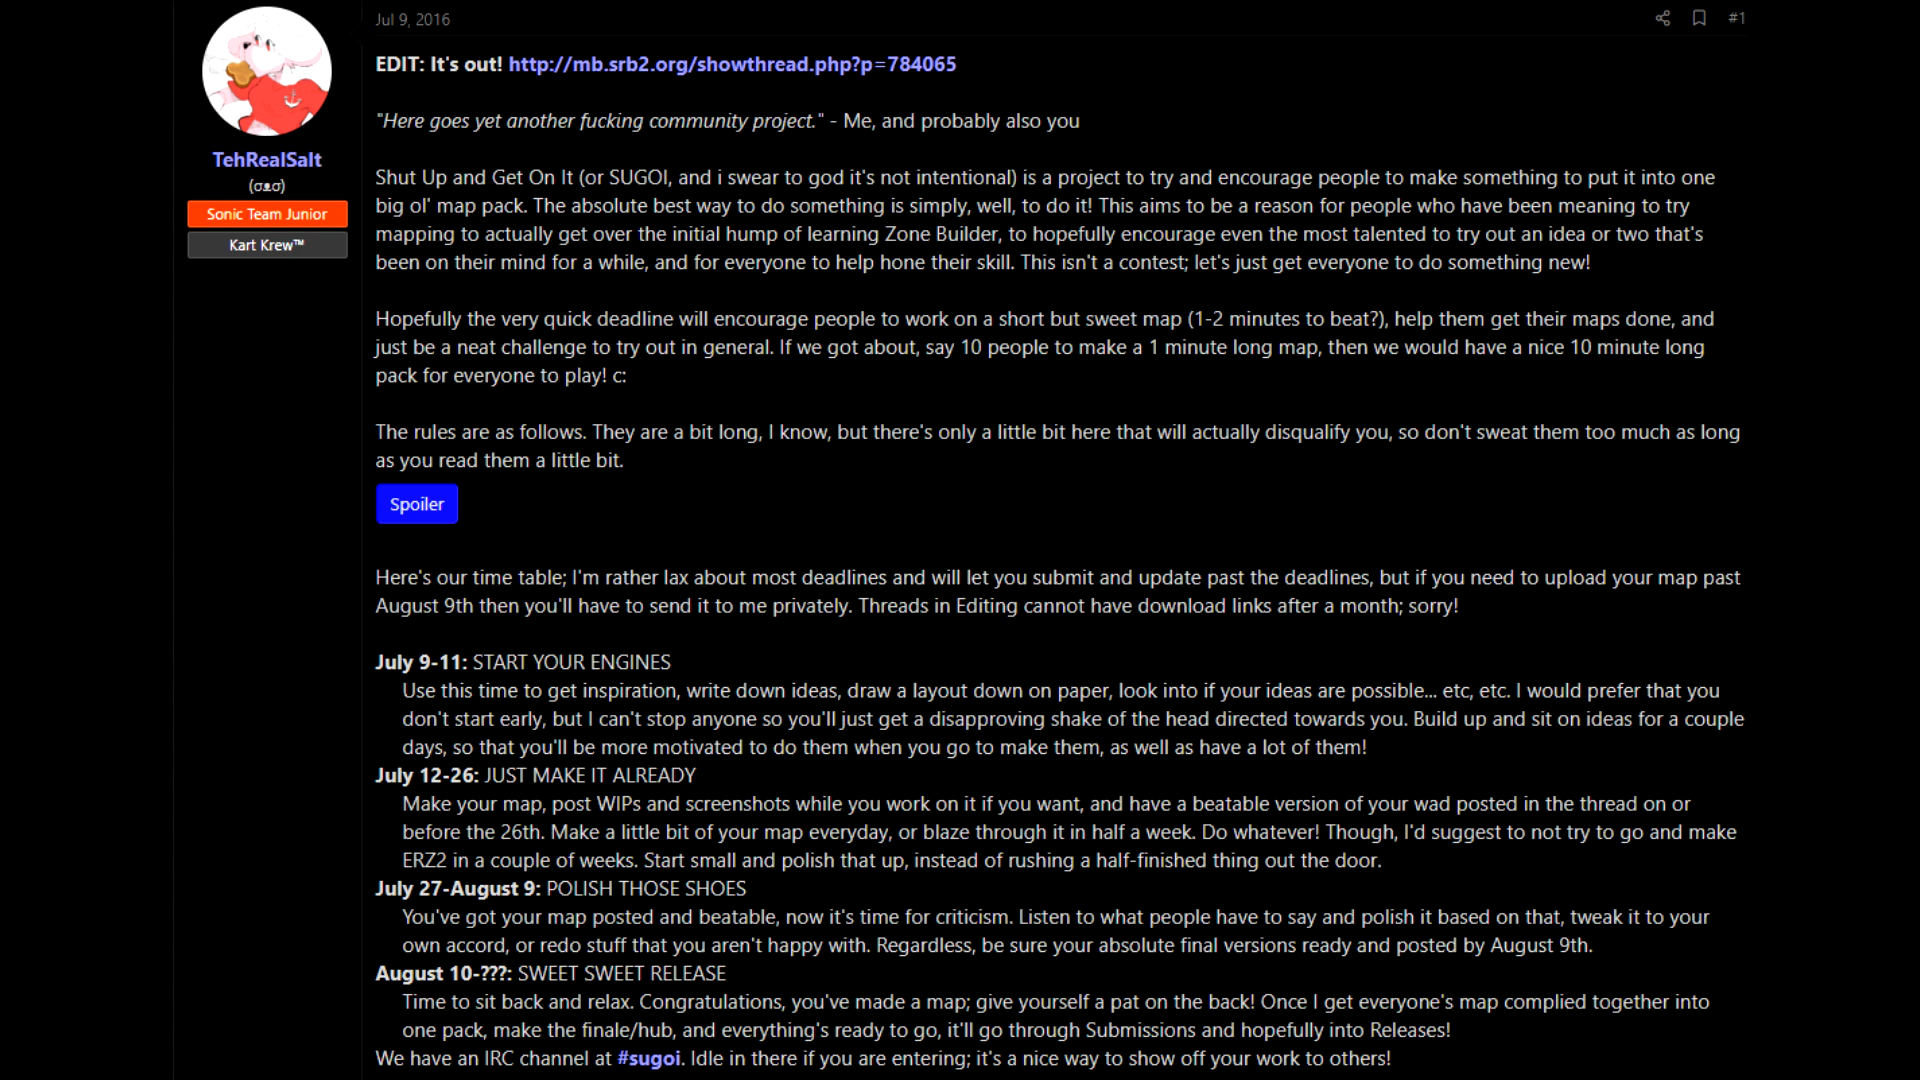 Jul 9, 2016
#1
EDIT: It's out! http://mb.srb2.org/showthread.php?p=784065
"Here goes yet another fucking community project." - Me, and probably also you
TehRealSalt
(σᴥσ)
Sonic Team Junior
Kart Krew™
Shut Up and Get On It (or SUGOI, and i swear to god it's not intentional) is a project to try and encourage people to make something to put it into one
big ol' map pack. The absolute best way to do something is simply, well, to do it! This aims to be a reason for people who have been meaning to try
mapping to actually get over the initial hump of learning Zone Builder, to hopefully encourage even the most talented to try out an idea or two that's
been on their mind for a while, and for everyone to help hone their skill. This isn't a contest; let's just get everyone to do something new!
Hopefully the very quick deadline will encourage people to work on a short but sweet map (1-2 minutes to beat?), help them get their maps done, and
just be a neat challenge to try out in general. If we got about, say 10 people to make a 1 minute long map, then we would have a nice 10 minute long
pack for everyone to play! c:
The rules are as follows. They are a bit long, I know, but there's only a little bit here that will actually disqualify you, so don't sweat them too much as long
as you read them a little bit.
Spoiler
Here's our time table; I'm rather lax about most deadlines and will let you submit and update past the deadlines, but if you need to upload your map past
August 9th then you'll have to send it to me privately. Threads in Editing cannot have download links after a month; sorry!
July 9-11: START YOUR ENGINES
Use this time to get inspiration, write down ideas, draw a layout down on paper, look into if your ideas are possible... etc, etc. I would prefer that you
don't start early, but I can't stop anyone so you'll just get a disapproving shake of the head directed towards you. Build up and sit on ideas for a couple
days, so that you'll be more motivated to do them when you go to make them, as well as have a lot of them!
July 12-26: JUST MAKE IT ALREADY
Make your map, post WIPs and screenshots while you work on it if you want, and have a beatable version of your wad posted in the thread on or
before the 26th. Make a little bit of your map everyday, or blaze through it in half a week. Do whatever! Though, I'd suggest to not try to go and make
ERZ2 in a couple of weeks. Start small and polish that up, instead of rushing a half-finished thing out the door.
July 27-August 9: POLISH THOSE SHOES
You've got your map posted and beatable, now it's time for criticism. Listen to what people have to say and polish it based on that, tweak it to your
own accord, or redo stuff that you aren't happy with. Regardless, be sure your absolute final versions ready and posted by August 9th.
August 10-???: SWEET SWEET RELEASE
Time to sit back and relax. Congratulations, you've made a map; give yourself a pat on the back! Once I get everyone's map complied together into
one pack, make the finale/hub, and everything's ready to go, it'll go through Submissions and hopefully into Releases!
We have an IRC channel at #sugoi. Idle in there if you are entering; it's a nice way to show off your work to others!